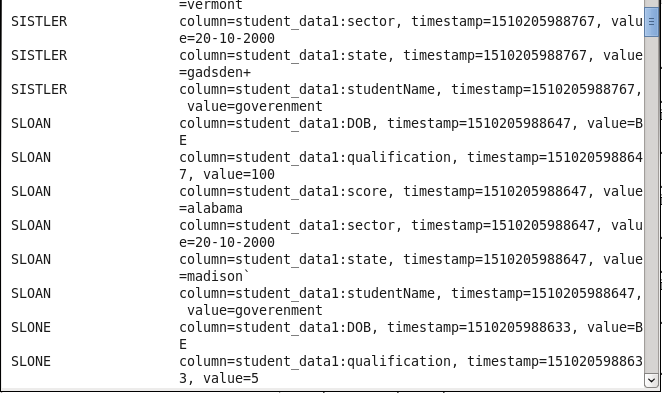 =vermont
SISTLER column=student_data1:sector, timestamp=1510205988767, valu
e=20-10-2000
SISTLER column=student_data1:state, timestamp=1510205988767, value
=gadsden+
SISTLER column=student_data1:studentName, timestamp=1510205988767,
value=goverenment
SLOAN column=student_data1:DOB, timestamp=1510205988647, value=B
E
SLOAN column=student_data1:qualification, timestamp=151020598864
7, value=100
SLOAN column=student_data1:score, timestamp=1510205988647, value
=alabama
SLOAN column=student_data1:sector, timestamp=1510205988647, valu
e=20-10-2000
SLOAN column=student_data1:state, timestamp=1510205988647, value
=madison`
SLOAN column=student_data1:studentName, timestamp=1510205988647,
value=goverenment
SLONE column=student_data1:DOB, timestamp=1510205988633, value=B
E
SLONE column=student_data1:qualification, timestamp=151020598863
3, value=5